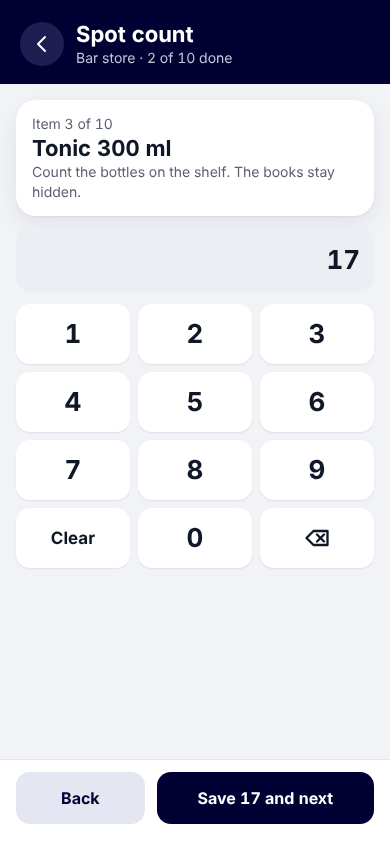 Spot count
Bar store · 2 of 10 done
Item 3 of 10
Tonic 300 ml
Count the bottles on the shelf. The books stay
hidden.
17
1 2 3
4 5 6
7 8 9
Clear 0
Back Save 17 and next